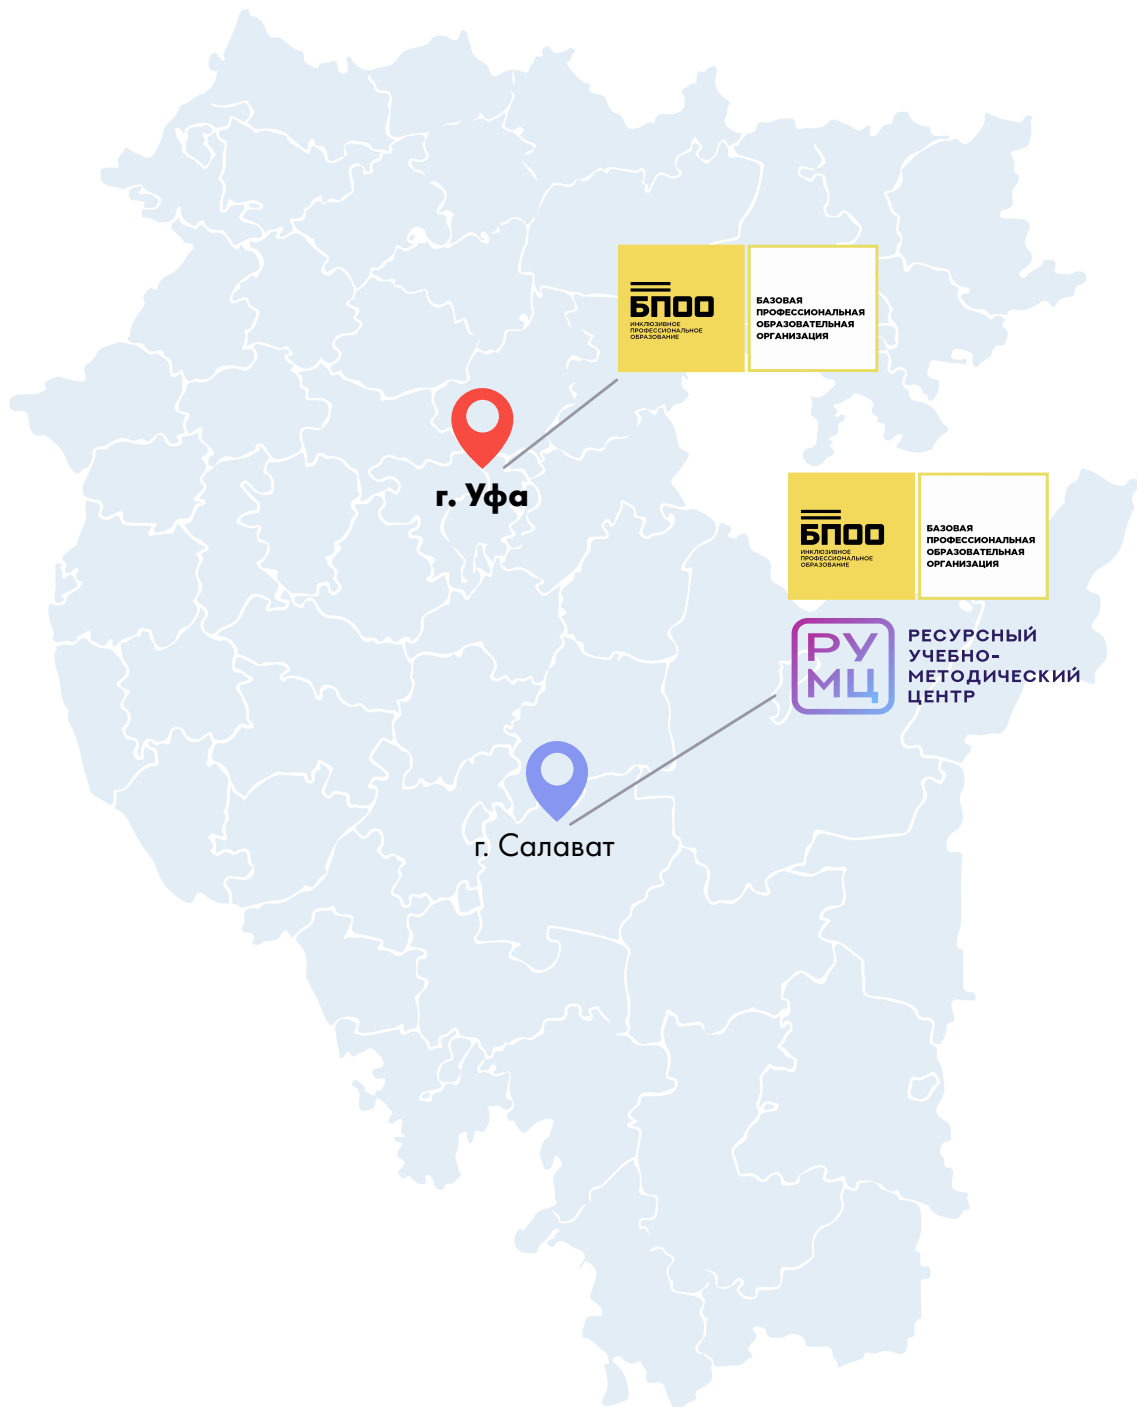 БПОО
ИНКЛЮЗИВНОЕ
ПРОФЕССИОНАЛЬНОЕ
ОБРАЗОВАНИЕ
БАЗОВАЯ
ПРОФЕССИОНАЛЬНАЯ
ОБРАЗОВАТЕЛЬНАЯ
ОРГАНИЗАЦИЯ
г. Уфа
БПОО
ИНКЛЮЗИВНОЕ
ПРОФЕССИОНАЛЬНОЕ
ОБРАЗОВАНИЕ
БАЗОВАЯ
ПРОФЕССИОНАЛЬНАЯ
ОБРАЗОВАТЕЛЬНАЯ
ОРГАНИЗАЦИЯ
РУ
МЦ
РЕСУРСНЫЙ
УЧЕБНО-
МЕТОДИЧЕСКИЙ
ЦЕНТР
г. Салават